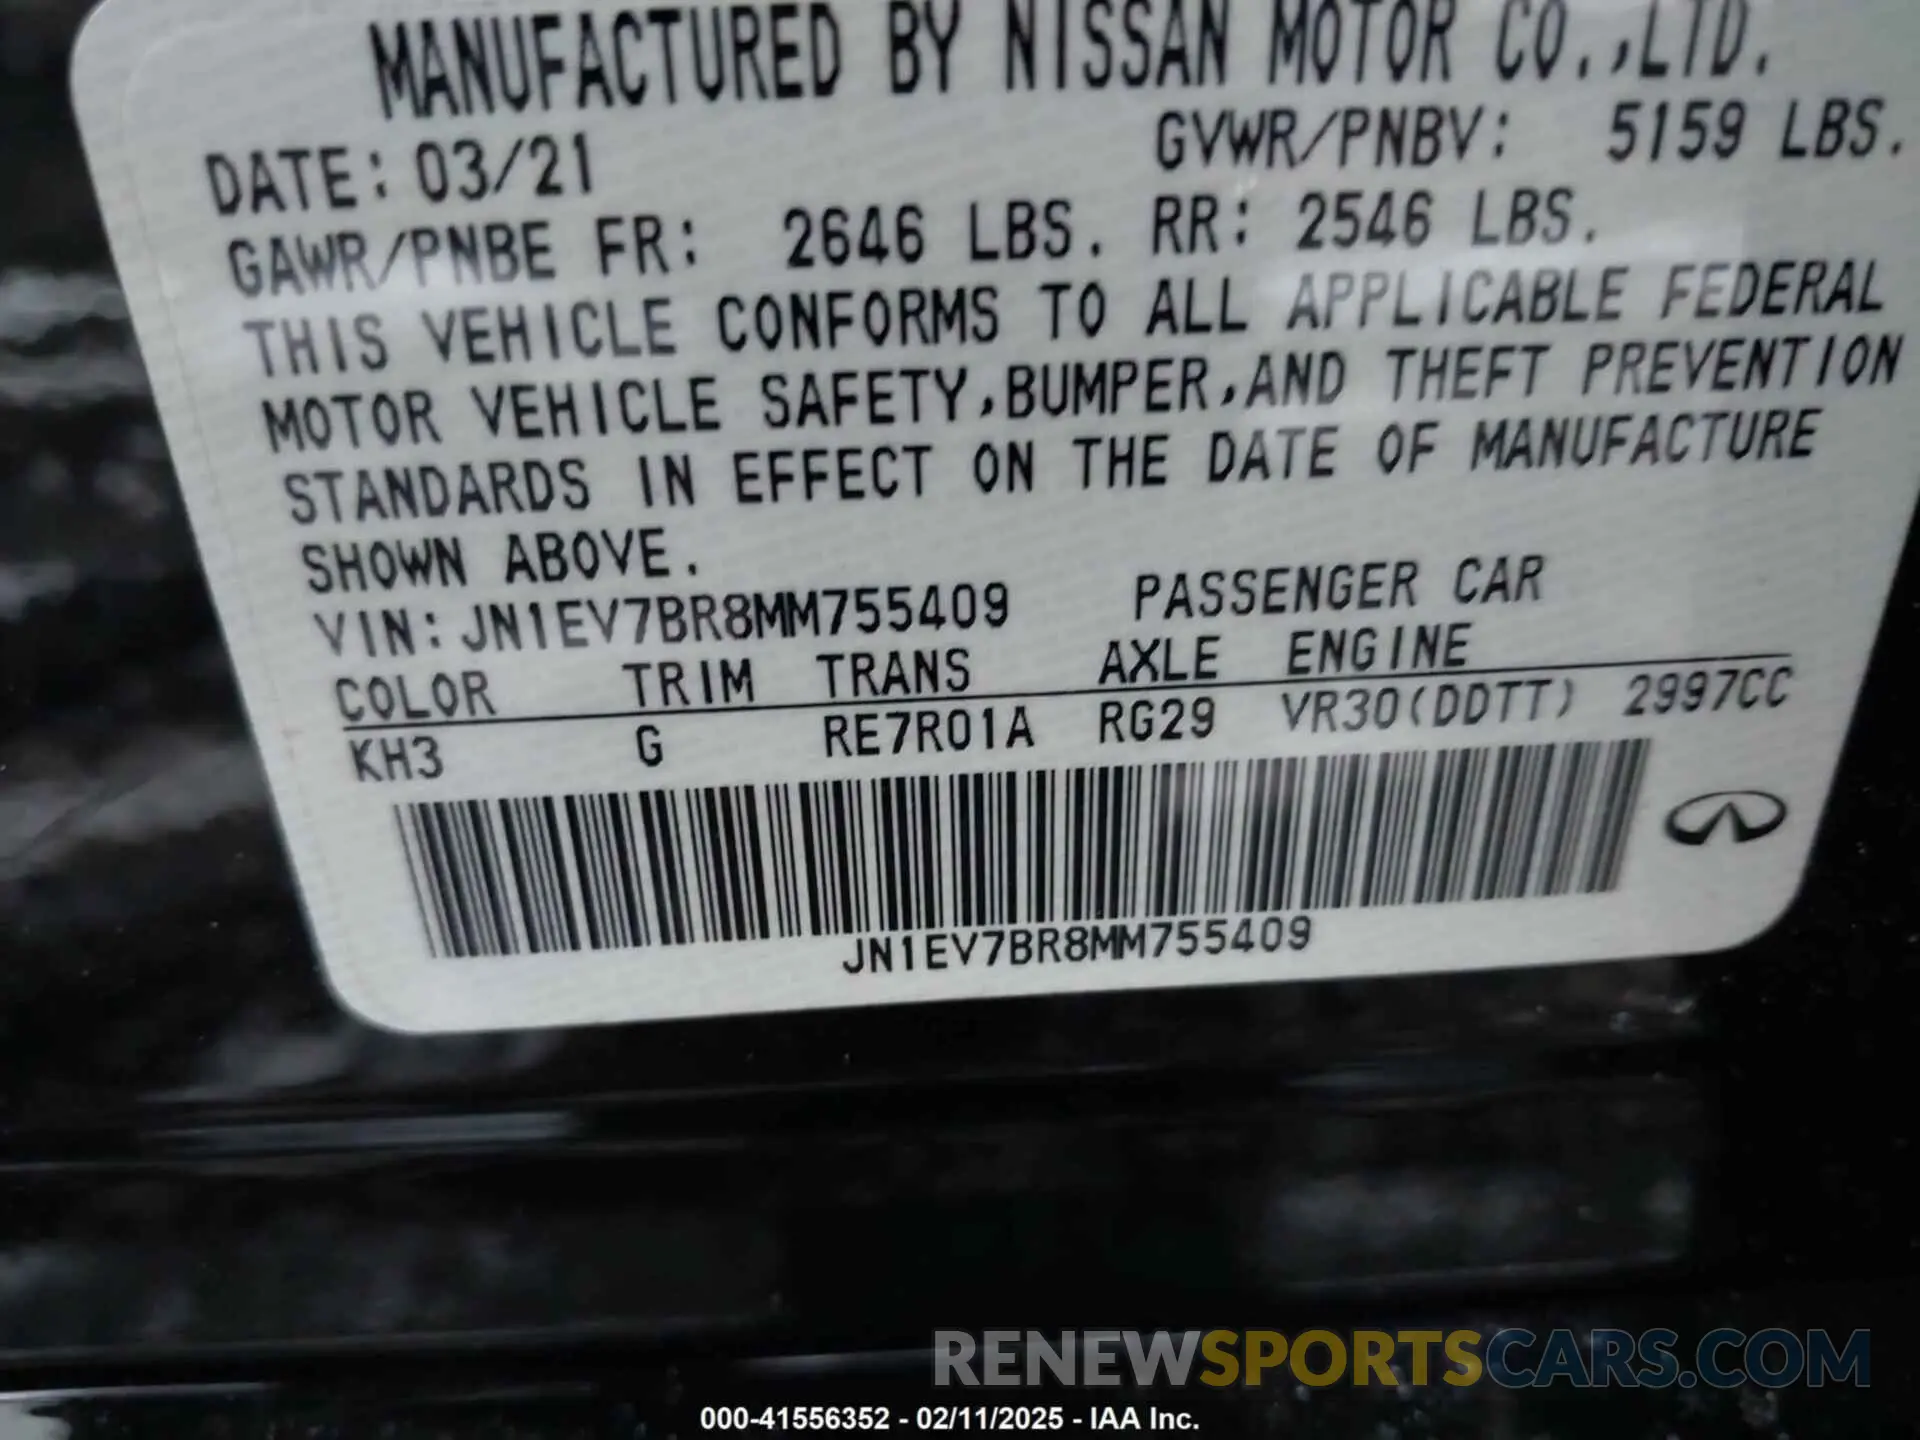 MANUFACTURED BY NISSAN MOTOR CO.,LTD.
DATE: 03/21 GVWR/PNBV: 5159 LBS.
GAWR/PNBE FR: 2646 LBS. RR: 2546 LBS.
THIS VEHICLE CONFORMS TO ALL APPLICABLE FEDERAL
MOTOR VEHICLE SAFETY,BUMPER,AND THEFT PREVENTION
STANDARDS IN EFFECT ON THE DATE OF MANUFACTURE
SHOWN ABOVE.
VIN: JN1EV7BR8MM755409 PASSENGER CAR
COLOR TRIM TRANS AXLE ENGINE
KH3 G RE7R01A RG29 VR30(DDTT) 2997CC
JN1EV7BR8MM755409
RENEWSPORTSCARS.COM
000-41556352 - 02/11/2025 - IAA Inc.